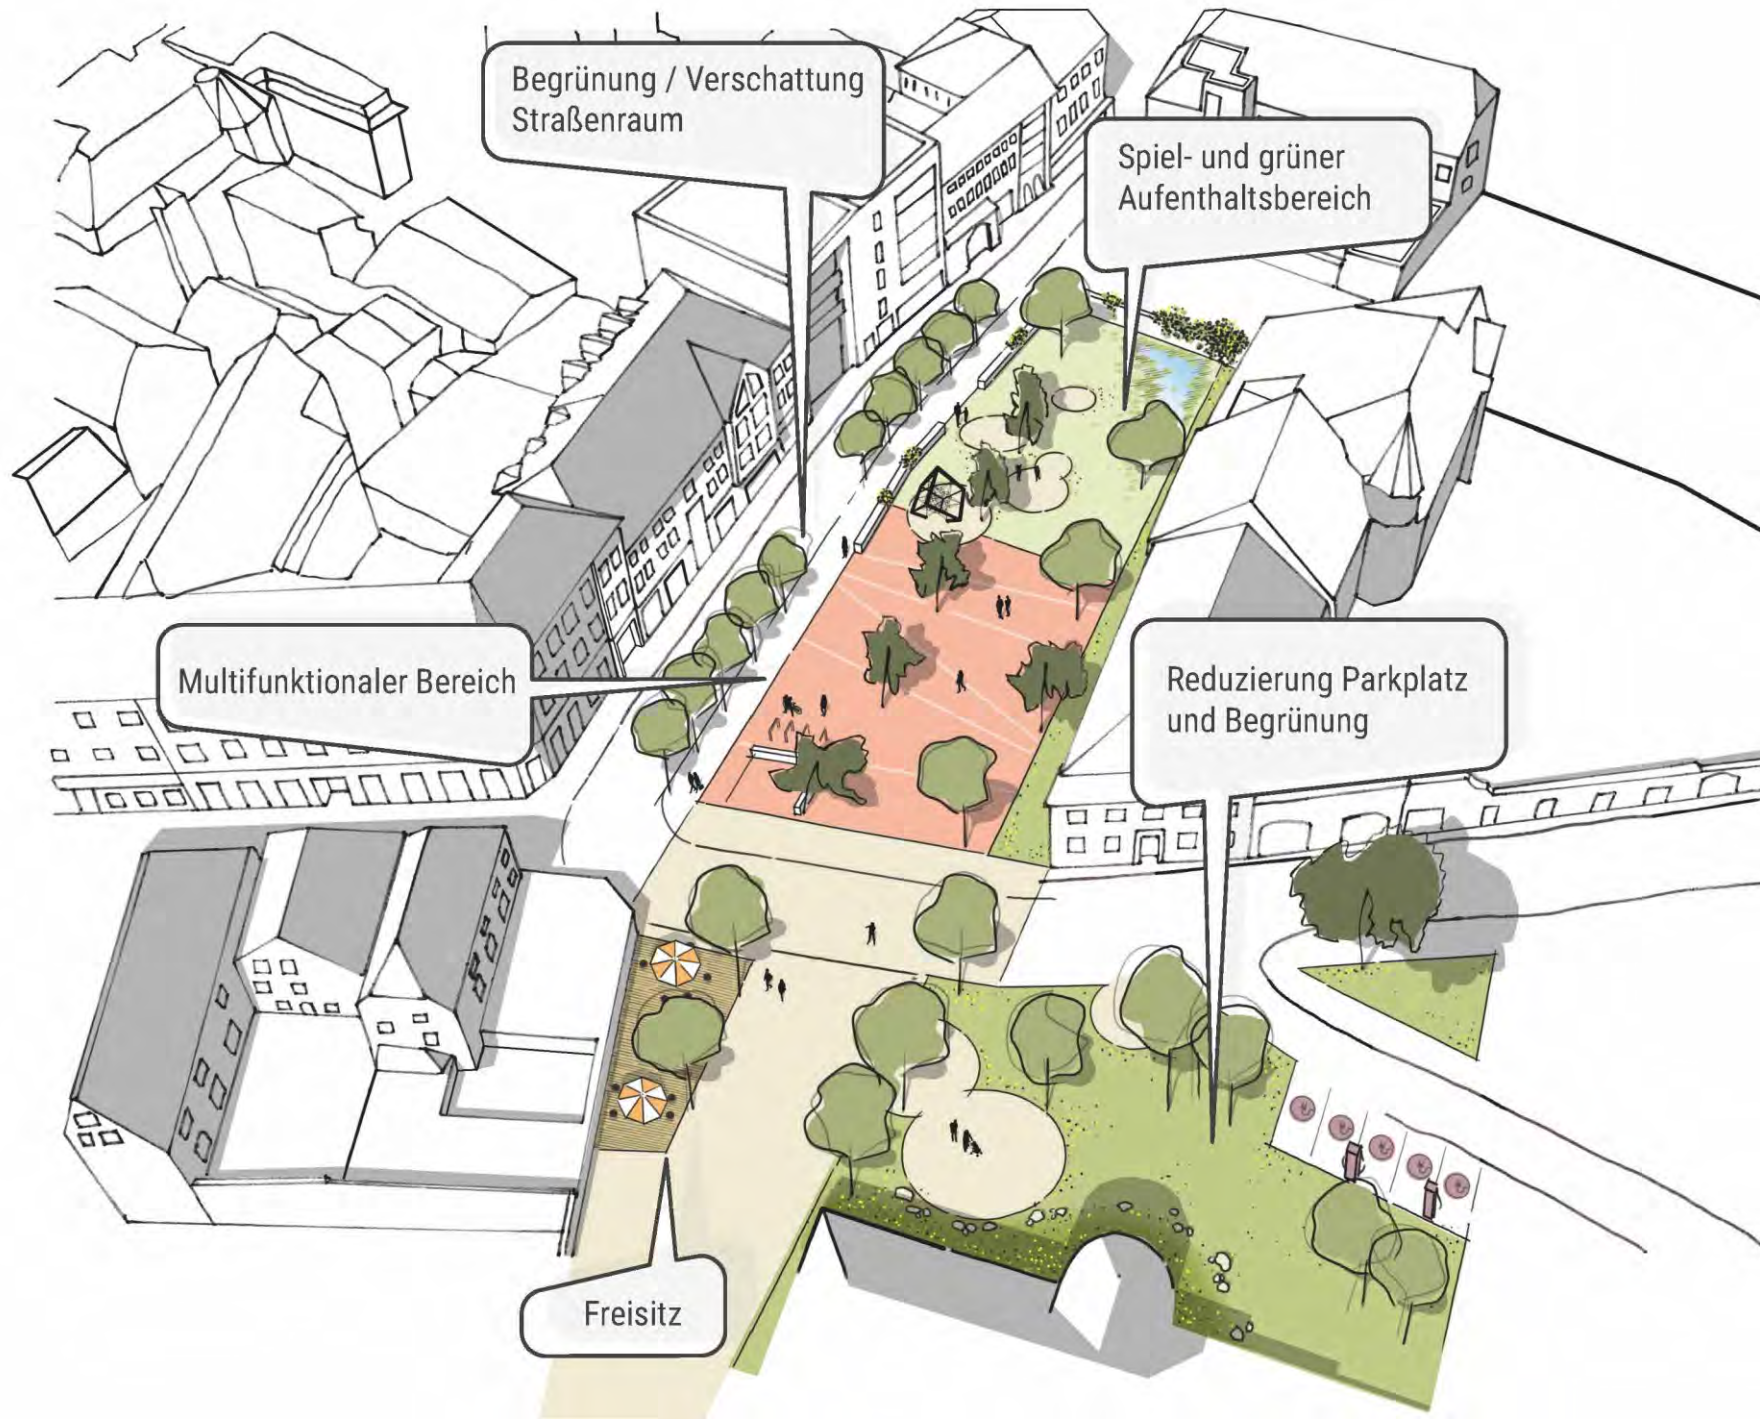 Begrünung / Verschattung
Straßenraum
Spiel- und grüner
Aufenthaltsbereich
Multifunktionaler Bereich
Reduzierung Parkplatz
und Begrünung
Freisitz